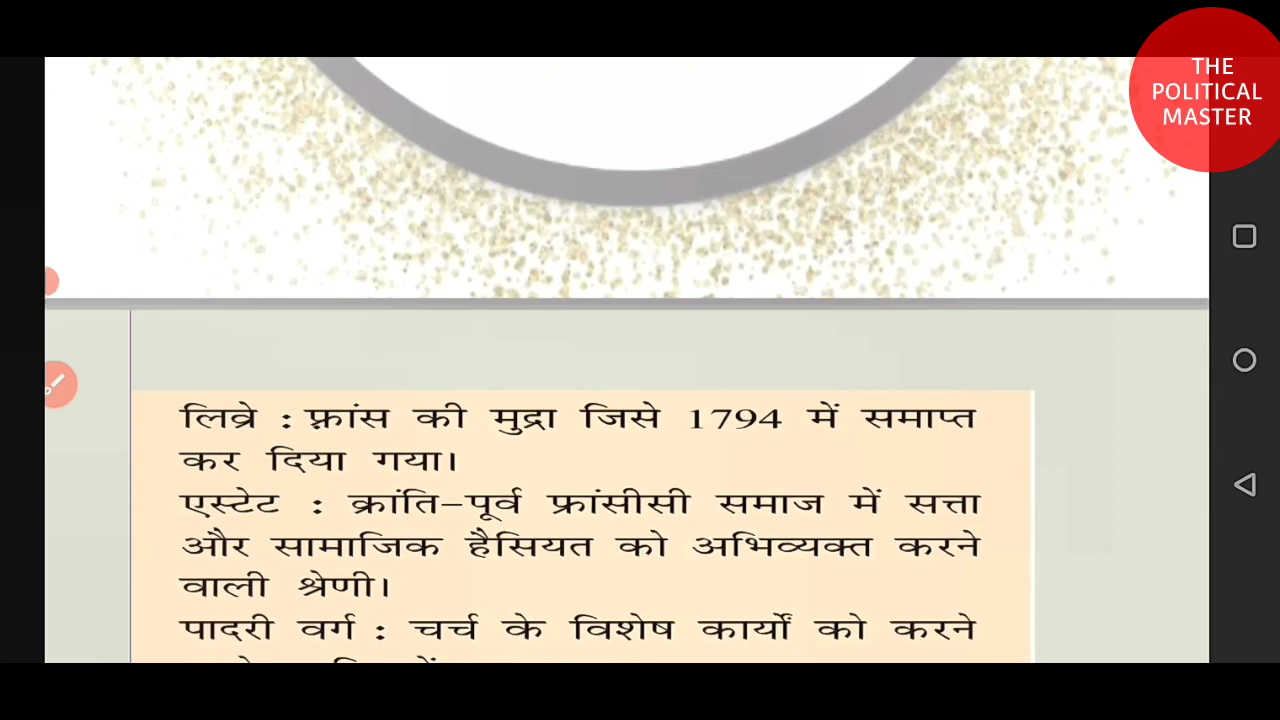 THE
POLITICAL
MASTER
लिव्रे : फ़्रांस की मुद्रा जिसे 1794 में समाप्त
कर दिया गया।
एस्टेट : क्रांति-पूर्व फ्रांसीसी समाज में सत्ता
और सामाजिक हैसियत को अभिव्यक्त करने
वाली श्रेणी।
पादरी वर्ग : चर्च के विशेष कार्यों को करने